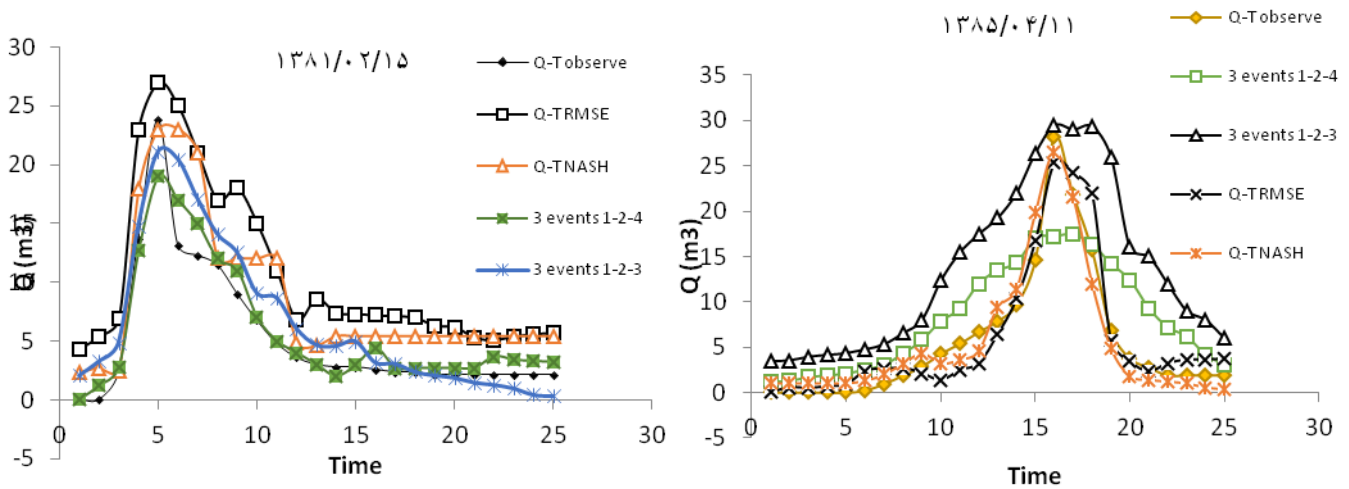 ۱۳۸۱/۰۲/۱۵
30
25
20
15
10
5
0
-5
Q (m3)
0 5 10 15 20 25 30
Time
Q-Tobserve
Q-TRMSE
Q-TNASH
3 events 1-2-4
3 events 1-2-3
۱۳۸۵/۰۴/۱۱
35
30
25
20
15
10
5
0
-5
Q (m3)
0 5 10 15 20 25 30
Time
Q-Tobserve
3 events 1-2-4
3 events 1-2-3
Q-TRMSE
Q-TNASH